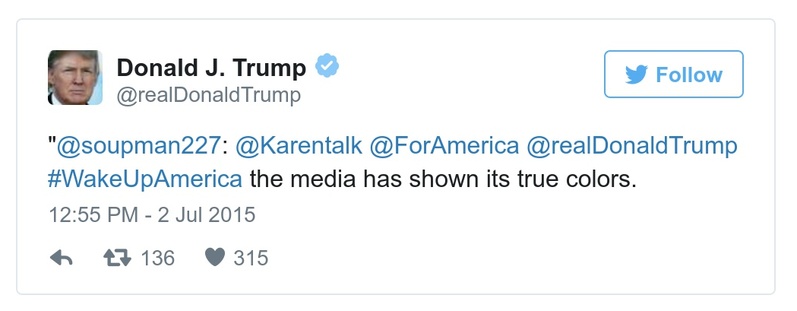 Donald J. Trump
@realDonaldTrump
Follow
"@soupman227: @Karentalk @ForAmerica @realDonaldTrump
#WakeUpAmerica the media has shown its true colors.
12:55 PM - 2 Jul 2015
136 315